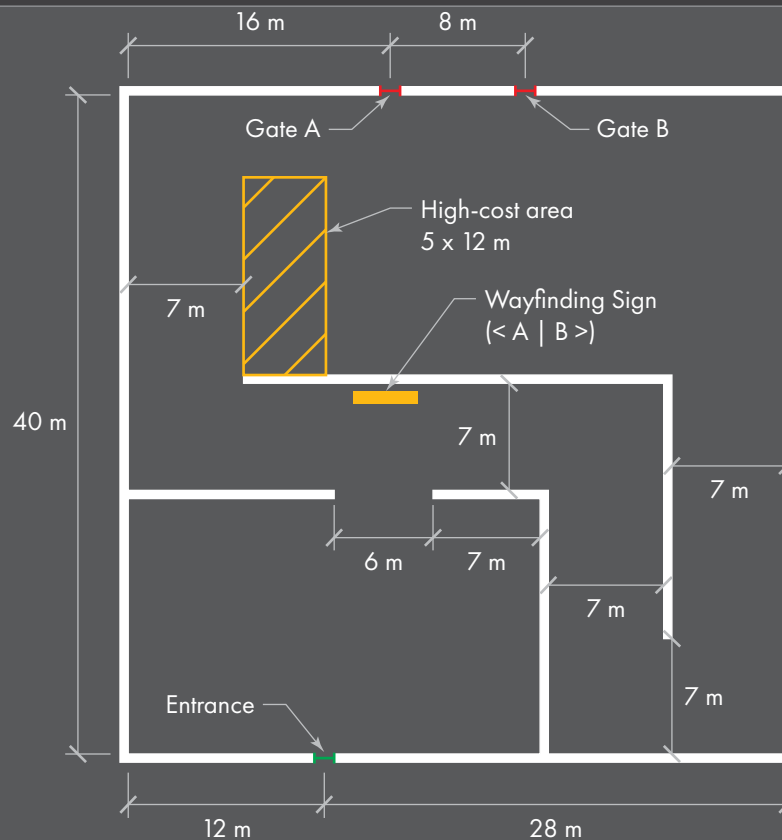 16 m
8 m
Gate A
Gate B
High-cost area
5 x 12 m
7 m
Wayfinding Sign
(< A | B >)
40 m
7 m
7 m
6 m
7 m
7 m
7 m
Entrance
12 m
28 m